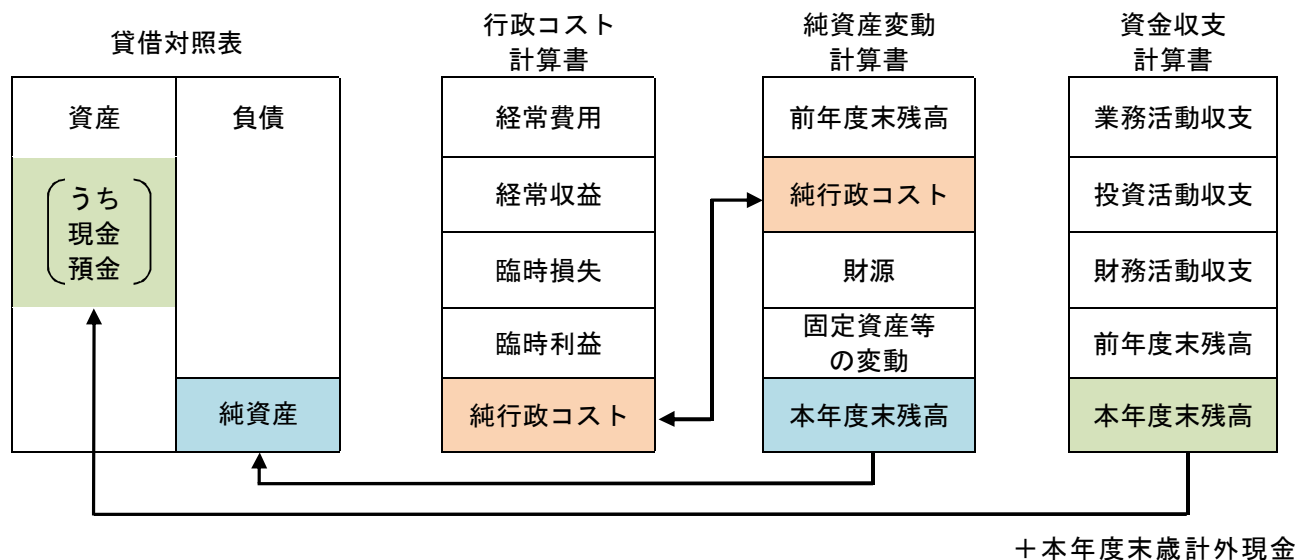 貸借対照表
資産
負債
うち
現金
預金
純資産
行政コスト
計算書
経常費用
経常収益
臨時損失
臨時利益
純行政コスト
純資産変動
計算書
前年度末残高
純行政コスト
財源
固定資産等
の変動
本年度末残高
資金収支
計算書
業務活動収支
投資活動収支
財務活動収支
前年度末残高
本年度末残高
＋本年度末歳計外現金